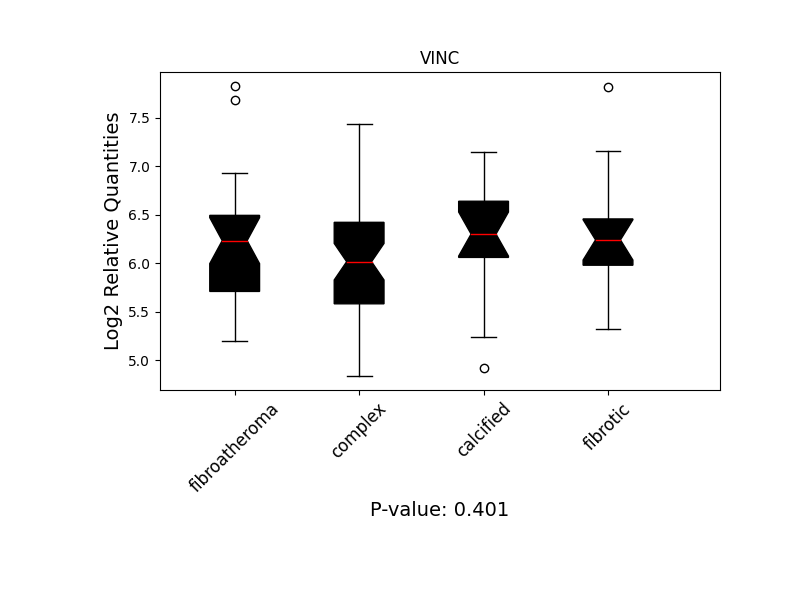 VINC
Log2 Relative Quantities
7.5
7.0
6.5
6.0
5.5
5.0
fibroatheroma
complex
calcified
fibrotic
P-value: 0.401